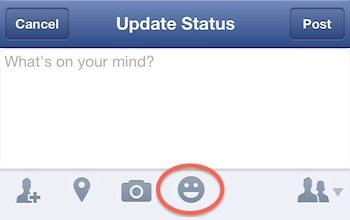 Cancel Update Status Post
What's on your mind?